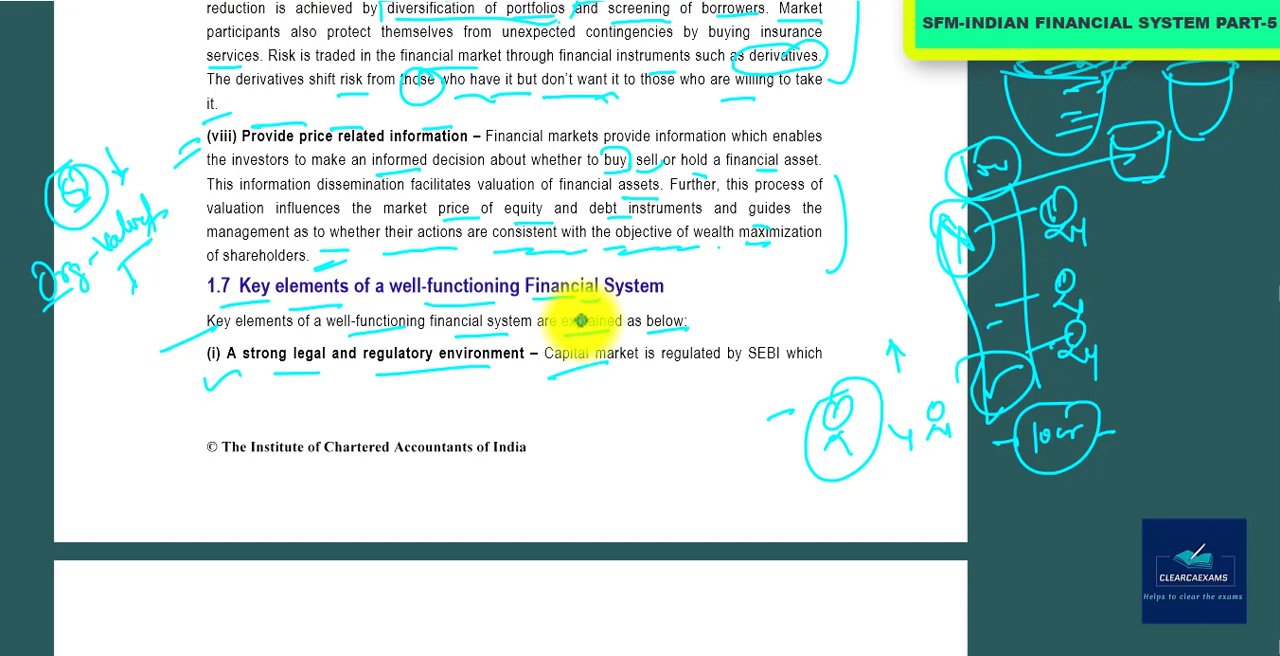 reduction is achieved by diversification of portfolios and screening of borrowers. Market
participants also protect themselves from unexpected contingencies by buying insurance
services. Risk is traded in the financial market through financial instruments such as derivatives.
The derivatives shift risk from those who have it but don't want it to those who are willing to take
it.
(viii) Provide price related information – Financial markets provide information which enables
the investors to make an informed decision about whether to buy, sell or hold a financial asset.
This information dissemination facilitates valuation of financial assets. Further, this process of
valuation influences the market price of equity and debt instruments and guides the
management as to whether their actions are consistent with the objective of wealth maximization
of shareholders.
1.7 Key elements of a well-functioning Financial System
Key elements of a well-functioning financial system are explained as below:
(i) A strong legal and regulatory environment – Capital market is regulated by SEBI which
© The Institute of Chartered Accountants of India
SFM-INDIAN FINANCIAL SYSTEM PART-5
10cr
CLEARCAEXAMS
Helps to clear the exams